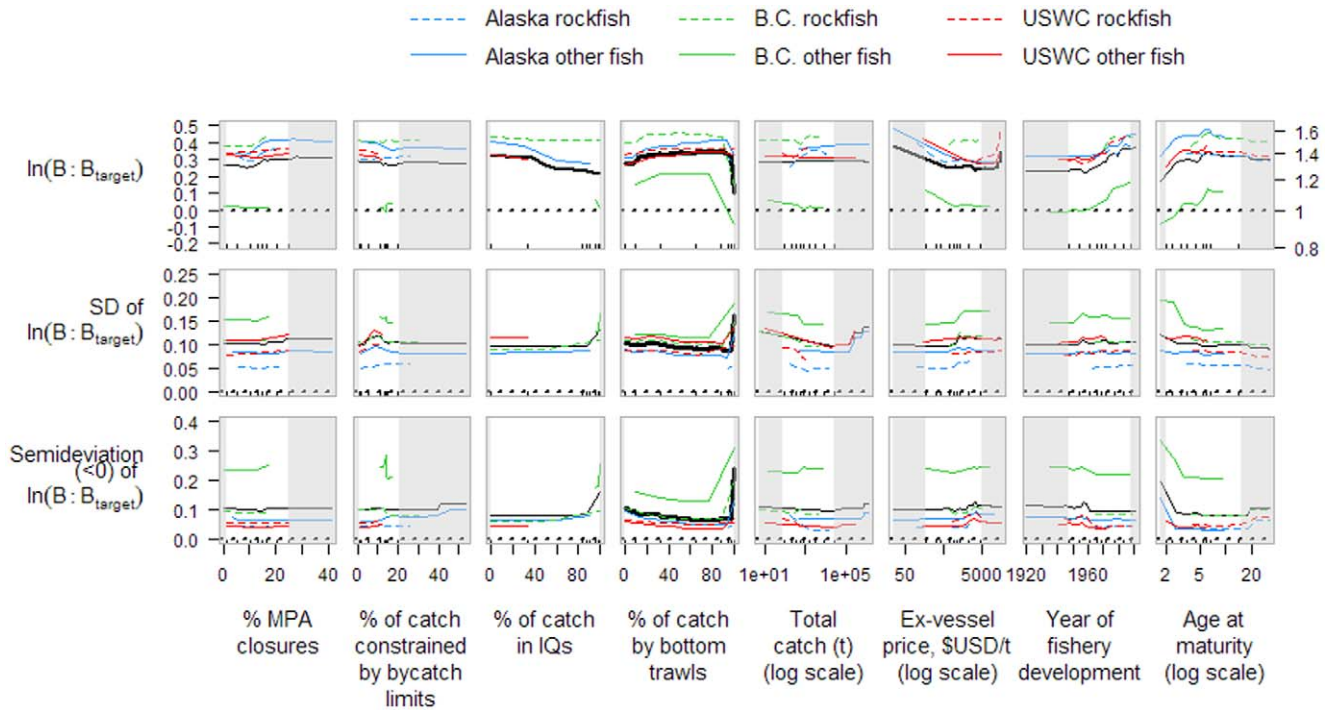 Alaska rockfish B.C. rockfish USWC rockfish
Alaska other fish B.C. other fish USWC other fish
ln(B : Btarget)
0.5
0.4
0.3
0.2
0.1
0.0
-0.1
-0.2
1.6
1.4
1.2
1
0.8
SD of
ln(B : Btarget)
0.25
0.20
0.15
0.10
0.05
0.00
Semideviation
(<0) of
ln(B : Btarget)
0.4
0.3
0.2
0.1
0.0
0 20 40 0 20 40 0 40 80 0 40 80 1e+01 1e+05 50 5000 1920 1960 2 5 20
% MPA
closures
% of catch
constrained
by bycatch
limits
% of catch
in IQs
% of catch
by bottom
trawls
Total
catch (t)
(log scale)
Ex-vessel
price, $USD/t
(log scale)
Year of
fishery
development
Age at
maturity
(log scale)